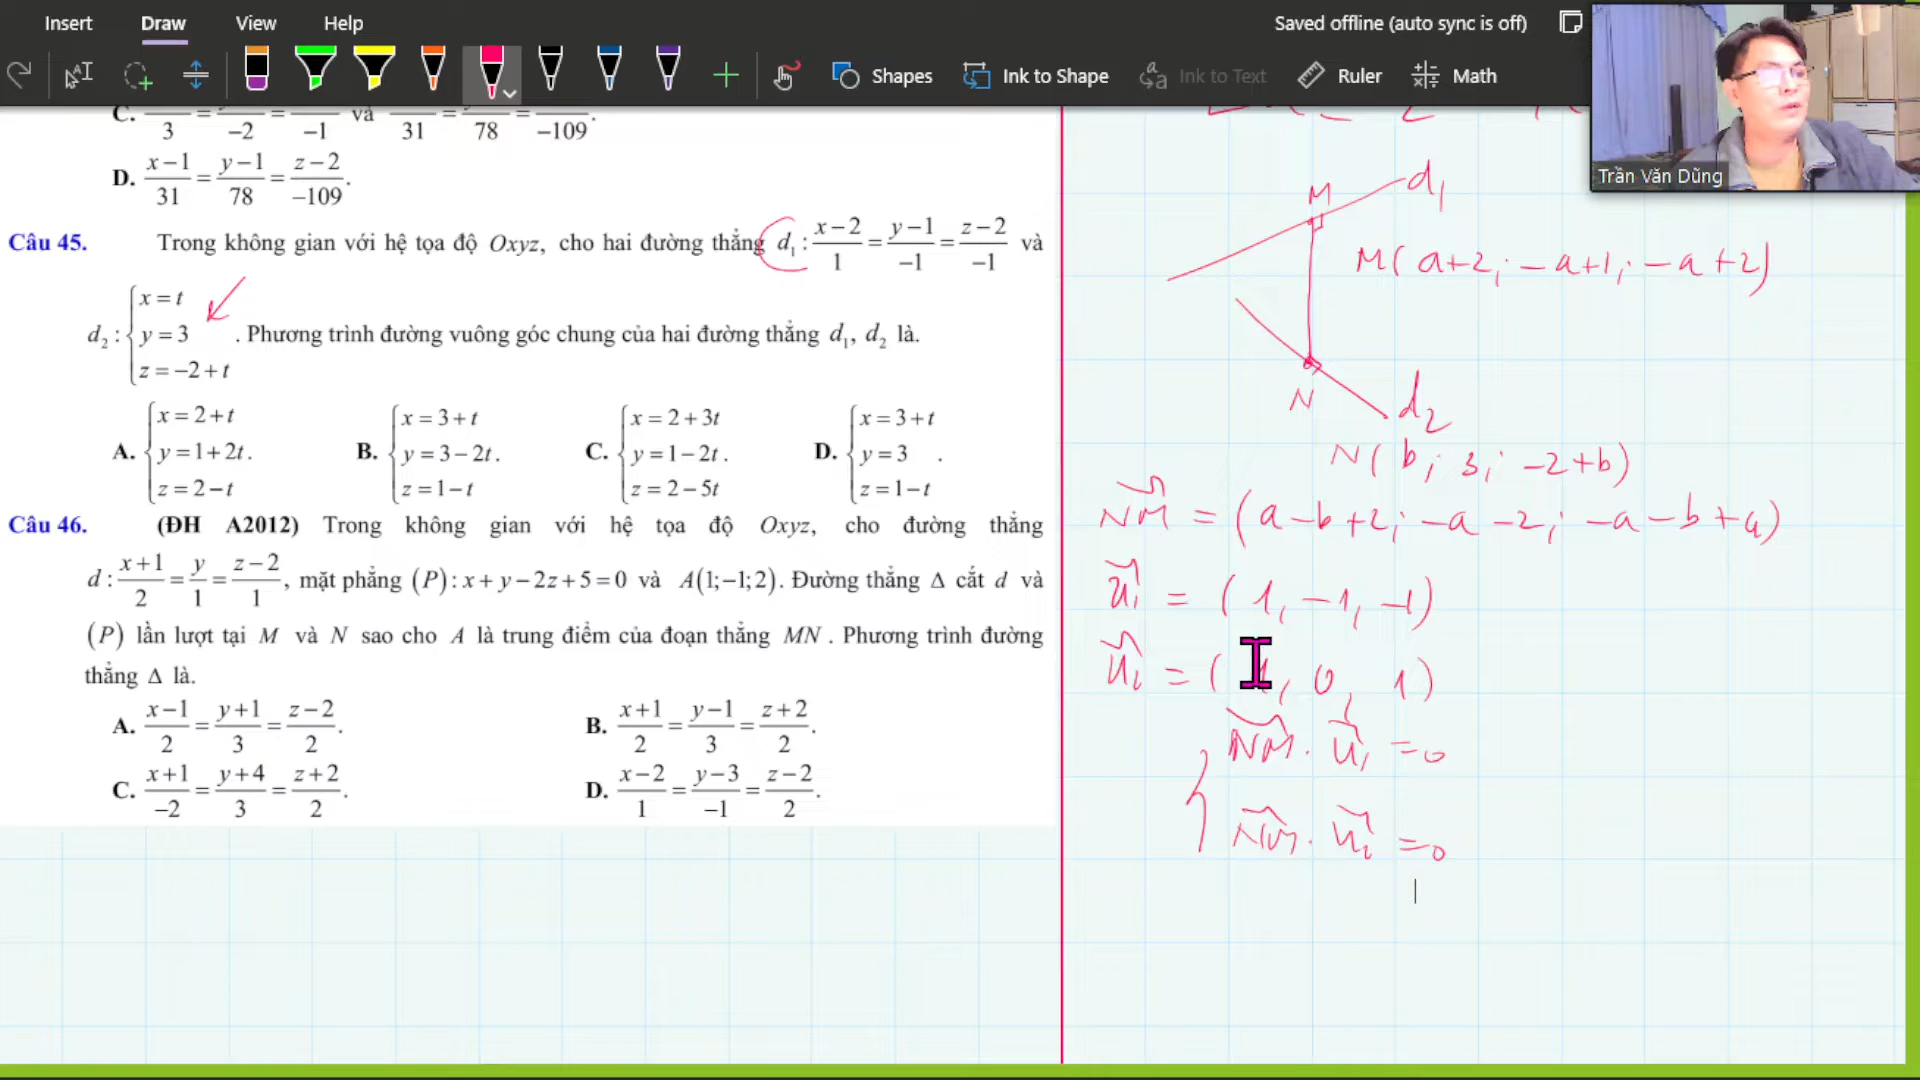 Insert Draw View Help Saved offline (auto sync is off)
Shapes Ink to Shape Ink to Text Ruler Math
Trần Văn Dũng
C. 3 = −2 = −1 và 31 = 78 = −109.
D. (x−1)/31 = (y−1)/78 = (z−2)/−109.
Câu 45. Trong không gian với hệ tọa độ Oxyz, cho hai đường thẳng d₁: (x−2)/1 = (y−1)/−1 = (z−2)/−1 và
d₂: { x = t
y = 3
z = −2+t . Phương trình đường vuông góc chung của hai đường thẳng d₁, d₂ là.
A. { x = 2+t
y = 1+2t.
z = 2−t
B. { x = 3+t
y = 3−2t.
z = 1−t
C. { x = 2+3t
y = 1−2t.
z = 2−5t
D. { x = 3+t
y = 3 .
z = 1−t
Câu 46. (ĐH A2012) Trong không gian với hệ tọa độ Oxyz, cho đường thẳng
d: (x+1)/2 = y/1 = (z−2)/1, mặt phẳng (P): x+y−2z+5=0 và A(1;−1;2). Đường thẳng Δ cắt d và
(P) lần lượt tại M và N sao cho A là trung điểm của đoạn thẳng MN. Phương trình đường
thẳng Δ là.
A. (x−1)/2 = (y+1)/3 = (z−2)/2.
B. (x+1)/2 = (y−1)/3 = (z+2)/2.
C. (x+1)/−2 = (y+4)/3 = (z+2)/2.
D. (x−2)/1 = (y−3)/−1 = (z−2)/2.
M d₁
M(a+2; −a+1; −a+2)
N d₂
N(b; 3; −2+b)
NM = (a−b+2; −a−2; −a−b+4)
u₁ = (1, −1, −1)
u₂ = (1, 0, 1)
NM . u₁ = 0
NM . u₂ = 0